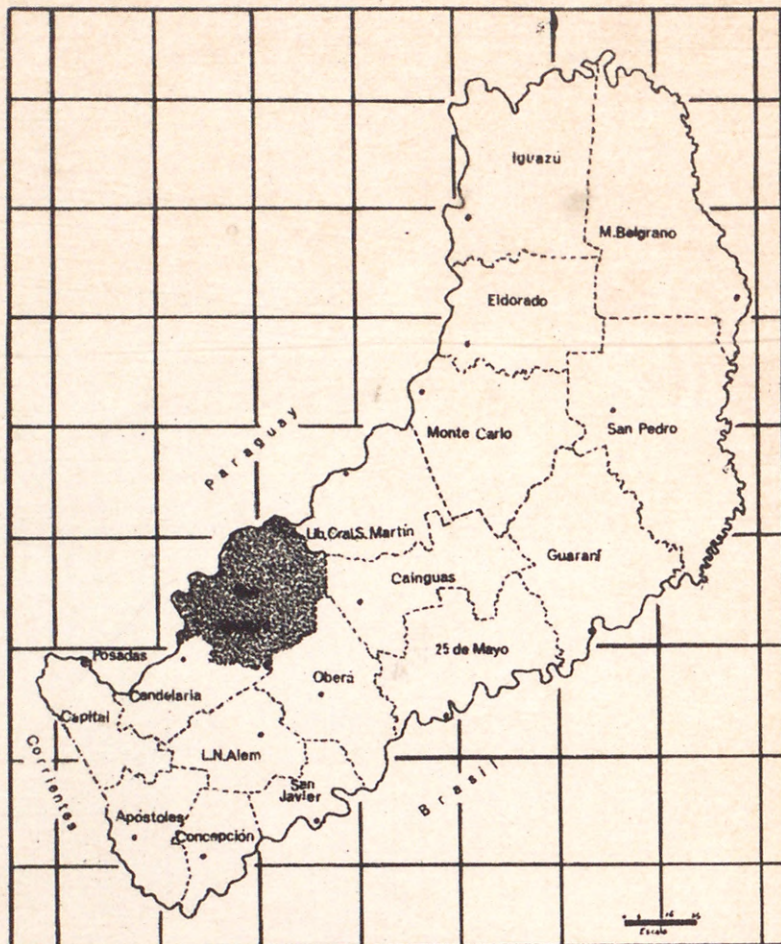 Iguazú
M. Belgrano
Eldorado
Paraguay
Monte Carlo
San Pedro
Lib. Gral. S. Martín
Guaraní
Cainguas
25 de Mayo
Posadas
Candelaria
Oberá
Capital
L.N. Alem
Corrientes
San
Javier
Brasil
Apóstoles
Concepción
Escala